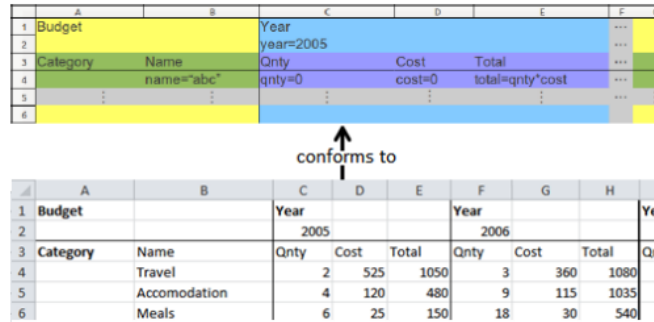 A B C D E F
1 Budget Year ...
2 year=2005 ...
3 Category Name Qnty Cost Total ...
4 name="abc" qnty=0 cost=0 total=qnty*cost ...
5 ⋮ ⋮ ⋮ ⋮ ⋮
6
conforms to
A B C D E F G H
1 Budget Year Year Ye
2 2005 2006
3 Category Name Qnty Cost Total Qnty Cost Total Q
4 Travel 2 525 1050 3 360 1080
5 Accomodation 4 120 480 9 115 1035
6 Meals 6 25 150 18 30 540